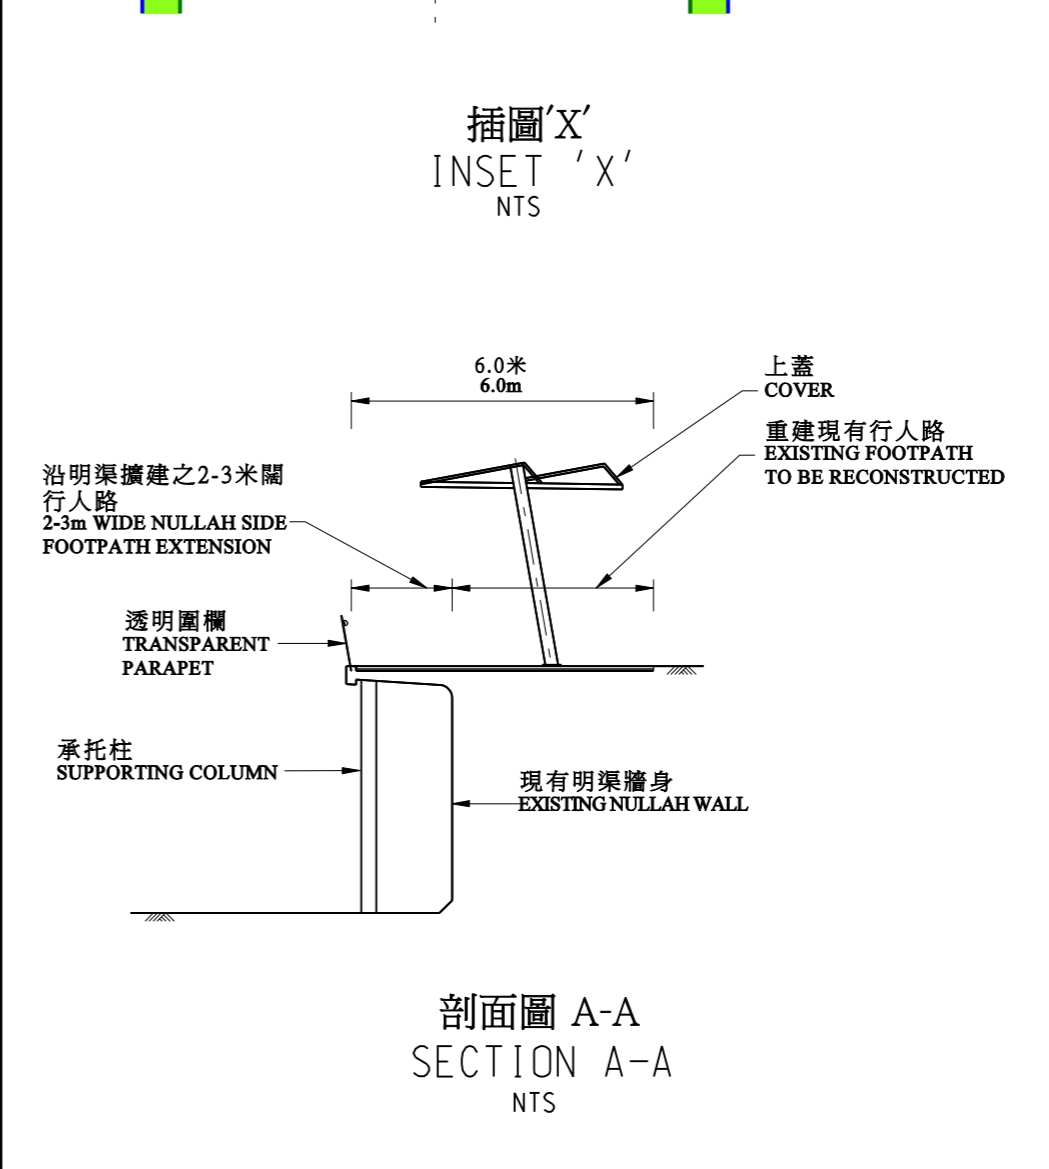 插圖'X'
INSET 'X'
NTS
6.0米
6.0m
上蓋
COVER
重建現有行人路
EXISTING FOOTPATH
TO BE RECONSTRUCTED
沿明渠擴建之2-3米闊
行人路
2-3m WIDE NULLAH SIDE
FOOTPATH EXTENSION
透明圍欄
TRANSPARENT
PARAPET
承托柱
SUPPORTING COLUMN
現有明渠牆身
EXISTING NULLAH WALL
剖面圖 A-A
SECTION A-A
NTS